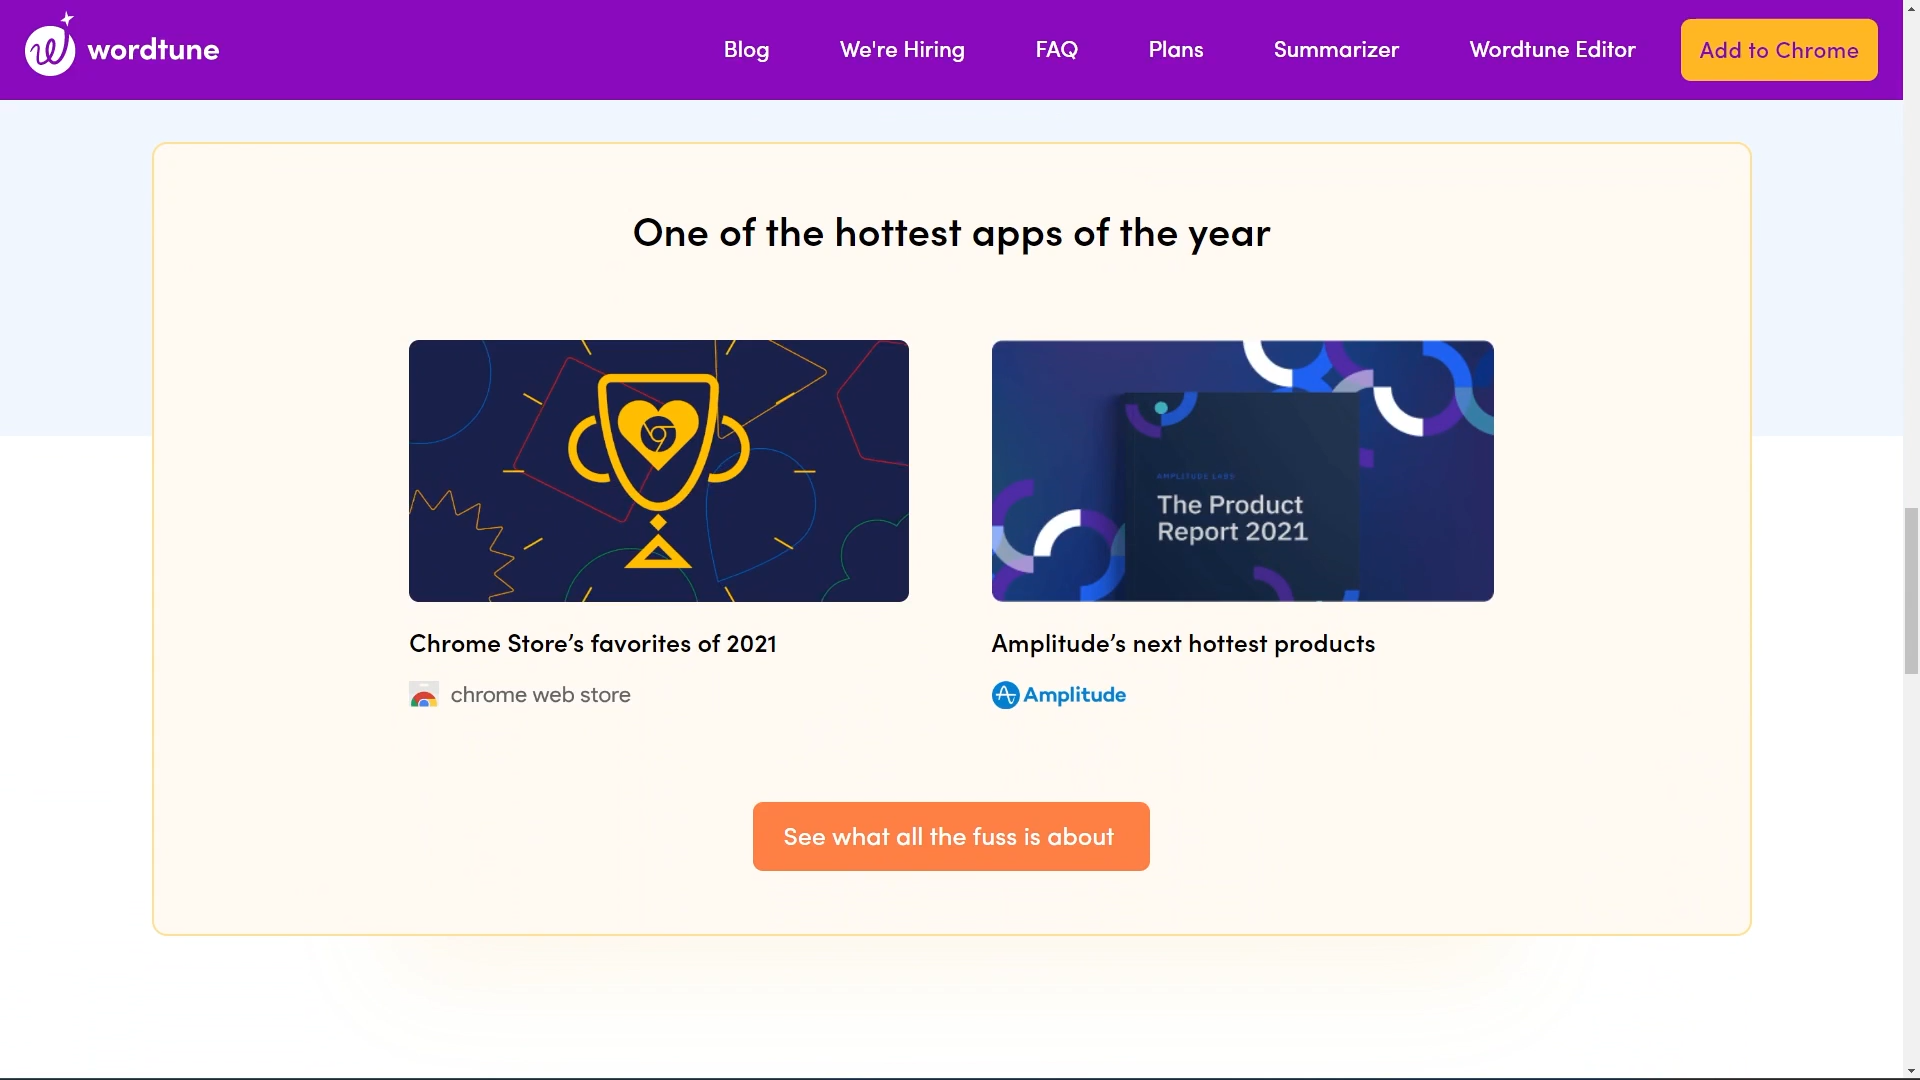 wordtune
Blog
We're Hiring
FAQ
Plans
Summarizer
Wordtune Editor
Add to Chrome
One of the hottest apps of the year
AMPLITUDE LABS
The Product
Report 2021
Chrome Store’s favorites of 2021
chrome web store
Amplitude’s next hottest products
Amplitude
See what all the fuss is about